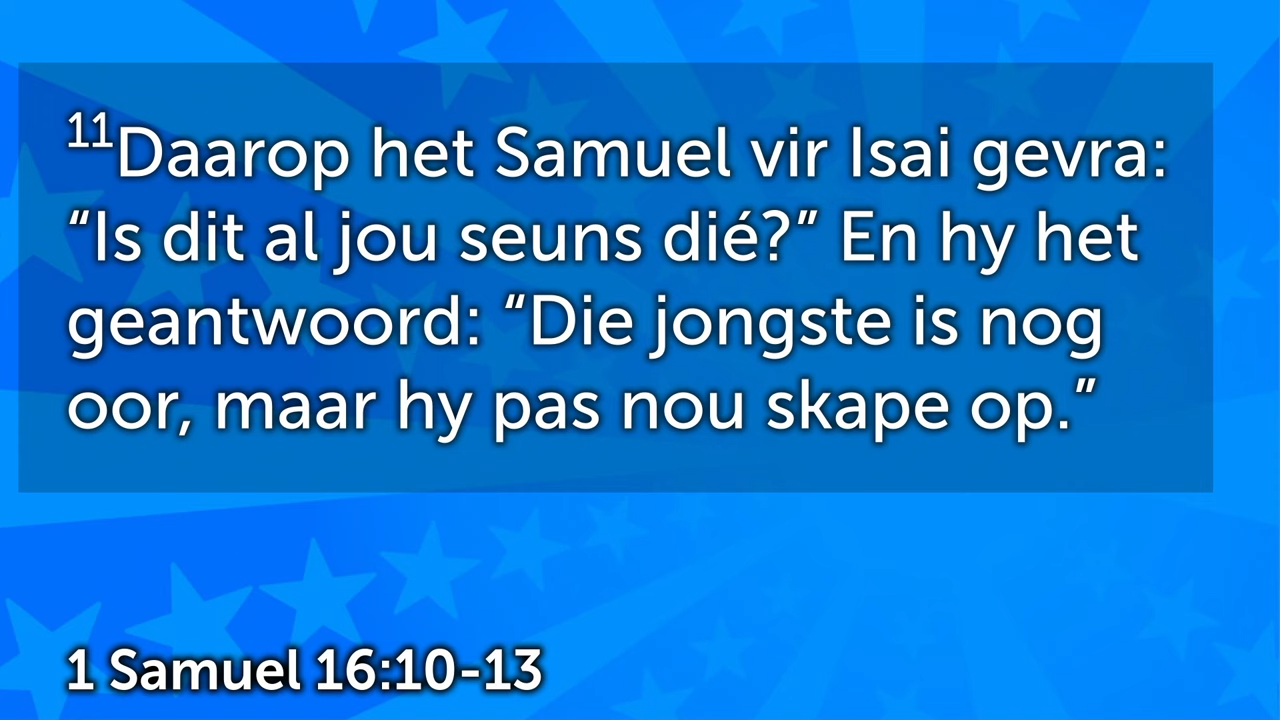 ¹¹Daarop het Samuel vir Isai gevra:
“Is dit al jou seuns dié?” En hy het
geantwoord: “Die jongste is nog
oor, maar hy pas nou skape op.”
1 Samuel 16:10-13